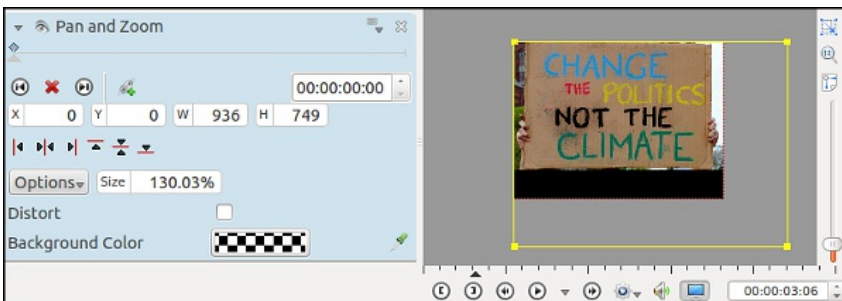 Pan and Zoom
00:00:00:00
X 0 Y 0 W 936 H 749
Options Size 130.03%
Distort
Background Color
CHANGE
THE POLITICS
NOT THE
CLIMATE
00:00:03:06